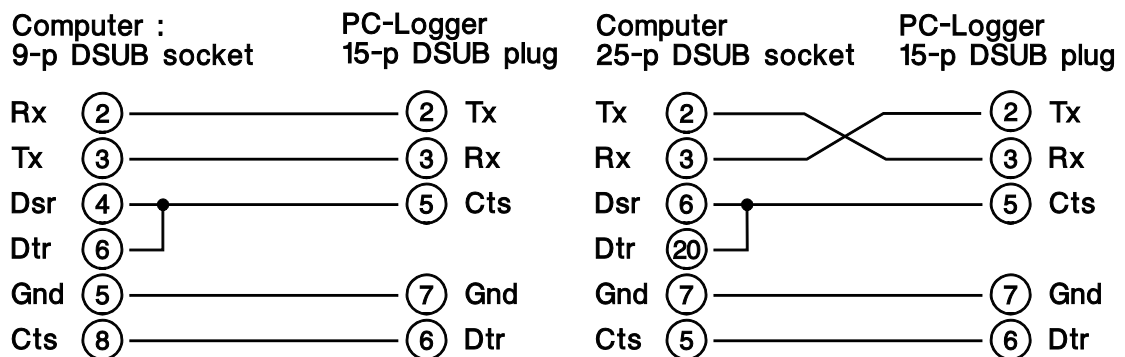 Computer : PC-Logger Computer PC-Logger
9-p DSUB socket 15-p DSUB plug 25-p DSUB socket 15-p DSUB plug
Rx 2 2 Tx Tx 2 2 Tx
Tx 3 3 Rx Rx 3 3 Rx
Dsr 4 5 Cts Dsr 6 5 Cts
Dtr 6 Dtr 20
Gnd 5 7 Gnd Gnd 7 7 Gnd
Cts 8 6 Dtr Cts 5 6 Dtr